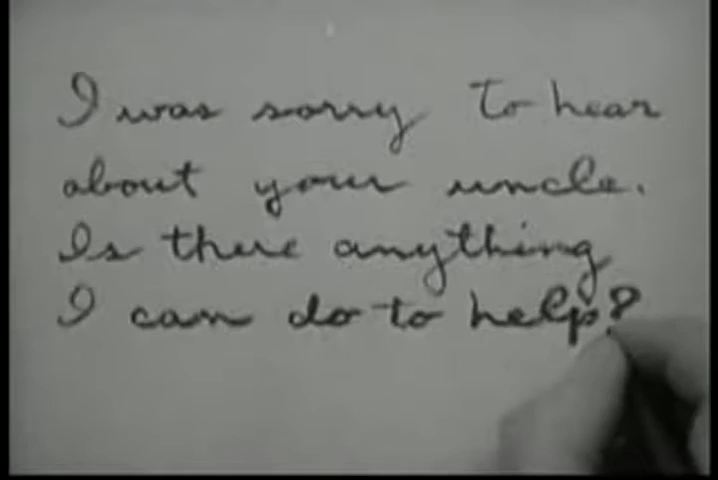 I was sorry to hear
about your uncle.
Is there anything
I can do to help?